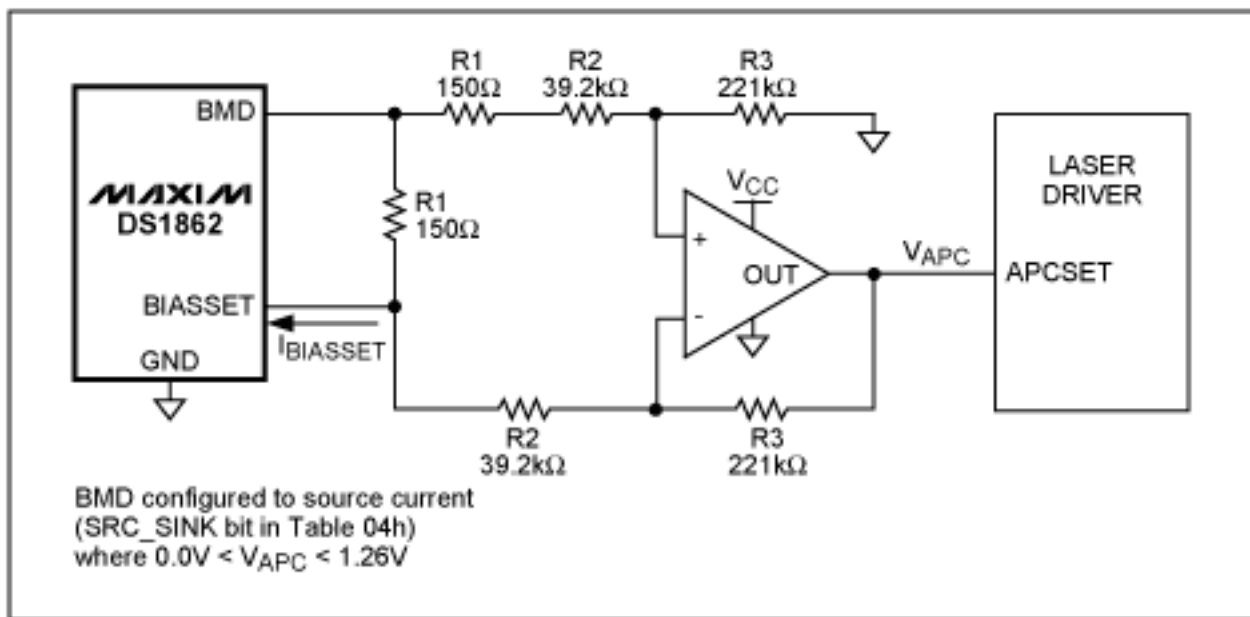 R1
150Ω
R2
39.2kΩ
R3
221kΩ
BMD
MAXIM
DS1862
R1
150Ω
VCC
LASER
DRIVER
+
OUT
VAPC
APCSET
BIASSET
-
IBIASSET
GND
R2
39.2kΩ
R3
221kΩ
BMD configured to source current
(SRC_SINK bit in Table 04h)
where 0.0V < VAPC < 1.26V